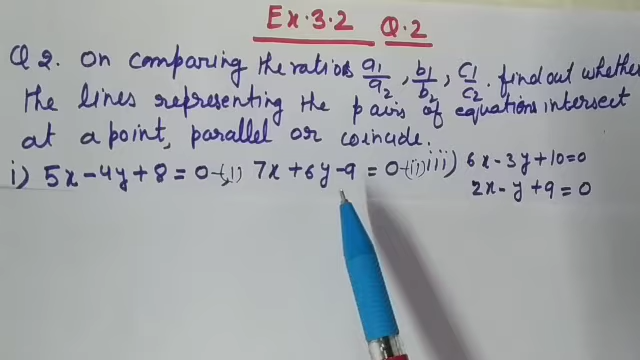 Ex.3.2 Q.2
Q 2. On comparing the ratios a1/a2, b1/b2, c1/c2. find out whether
the lines representing the pairs of equations intersect
at a point, parallel or coincide.
i) 5x-4y+8=0-(i) 7x+6y-9=0-(ii) iii) 6x-3y+10=0
2x-y+9=0